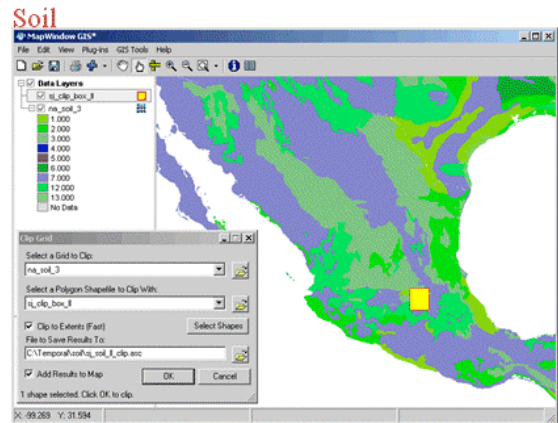 Soil
MapWindow GIS*
File Edit View Plug-ins GIS Tools Help
Data Layers
sj_clip_box_ll
na_soil_3
1.000
2.000
3.000
4.000
5.000
6.000
7.000
12.000
13.000
No Data
Clip Grid
Select a Grid to Clip:
na_soil_3
Select a Polygon Shapefile to Clip With:
sj_clip_box_ll
Clip to Extents (Fast)
Select Shapes
File to Save Results To:
C:\Temporal\soil\sj_soil_ll_clip.asc
Add Results to Map
OK
Cancel
1 shape selected. Click OK to clip.
X: -99.269 Y: 31.594